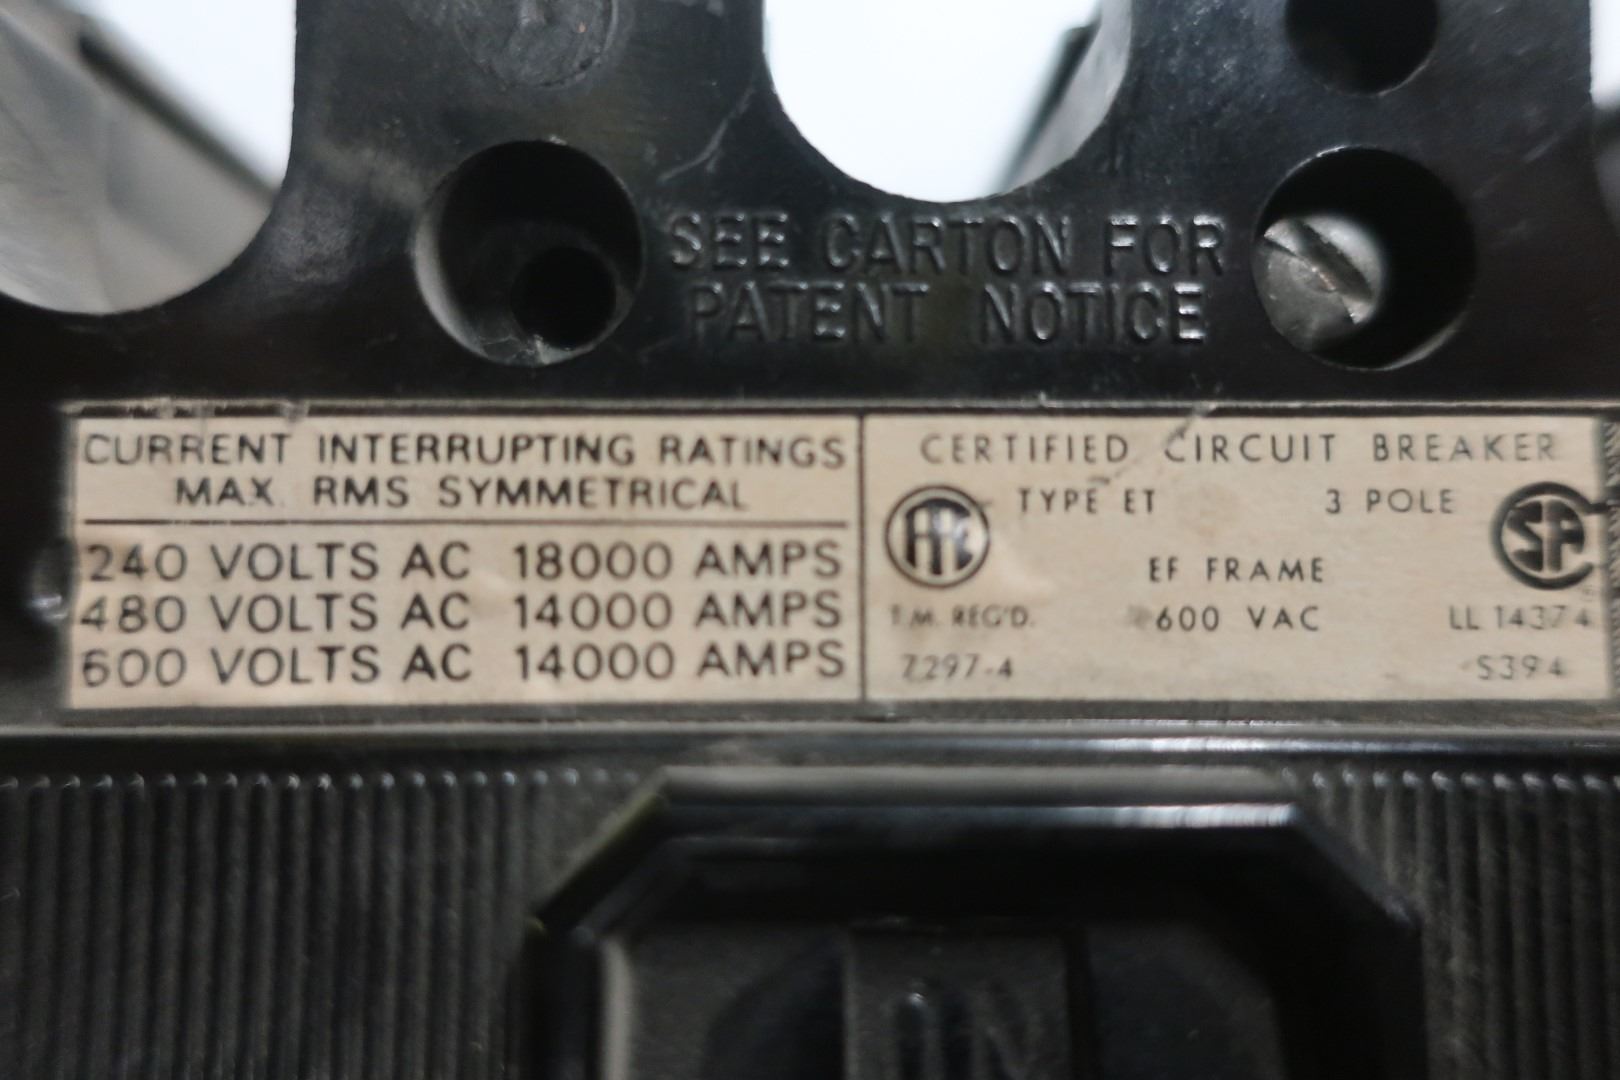 SEE CARTON FOR
PATENT NOTICE
CURRENT INTERRUPTING RATINGS
MAX. RMS SYMMETRICAL
240 VOLTS AC 18000 AMPS
480 VOLTS AC 14000 AMPS
600 VOLTS AC 14000 AMPS
CERTIFIED CIRCUIT BREAKER
TYPE ET 3 POLE
EF FRAME
T.M. REG'D. 600 VAC LL 14374
7297-4 S394